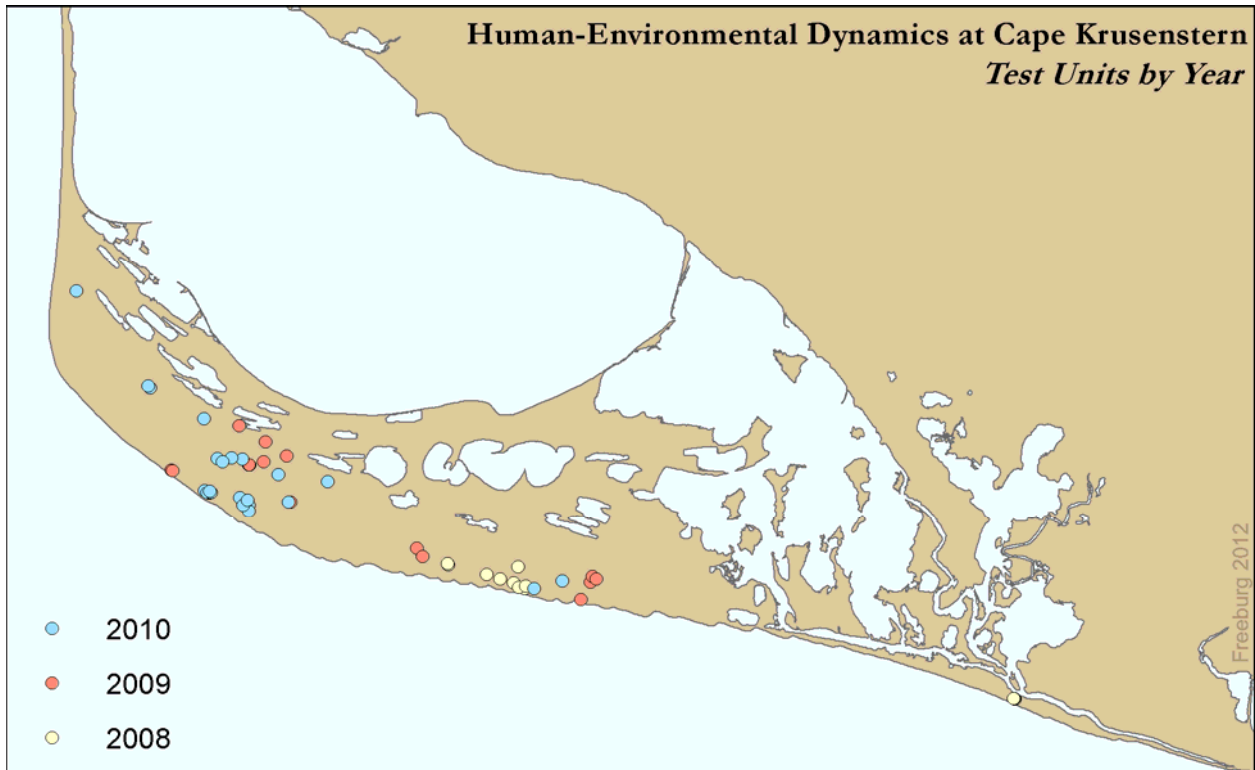 Human-Environmental Dynamics at Cape Krusenstern
Test Units by Year
2010
2009
2008
Freeburg 2012